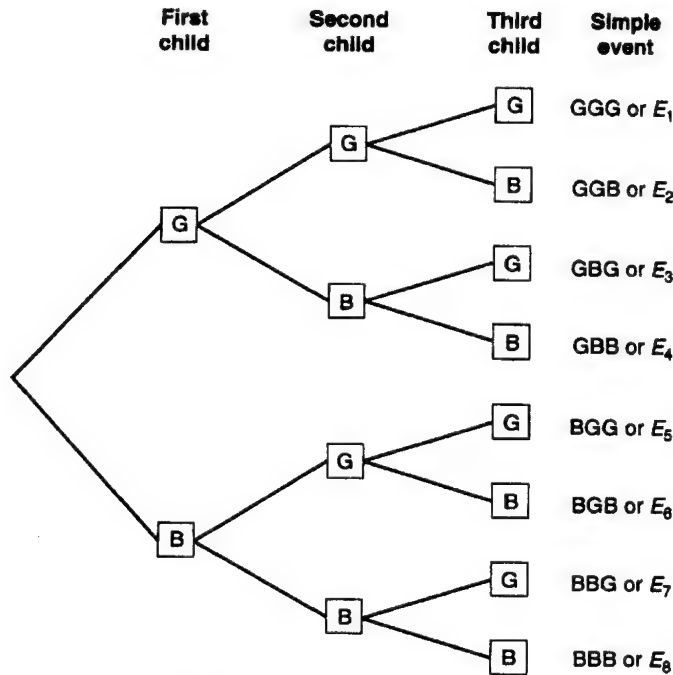 First child Second child Third child Simple event
G GGG or E1
G
B GGB or E2
G
G GBG or E3
B
B GBB or E4
G BGG or E5
G
B BGB or E6
B
G BBG or E7
B
B BBB or E8